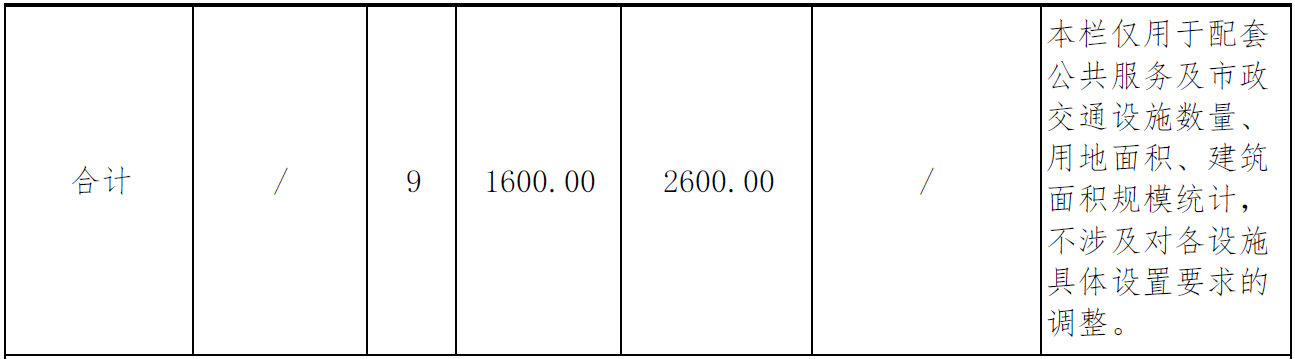 合计 / 9 1600.00 2600.00 /
本栏仅用于配套
公共服务及市政
交通设施数量、
用地面积、建筑
面积规模统计，
不涉及对各设施
具体设置要求的
调整。